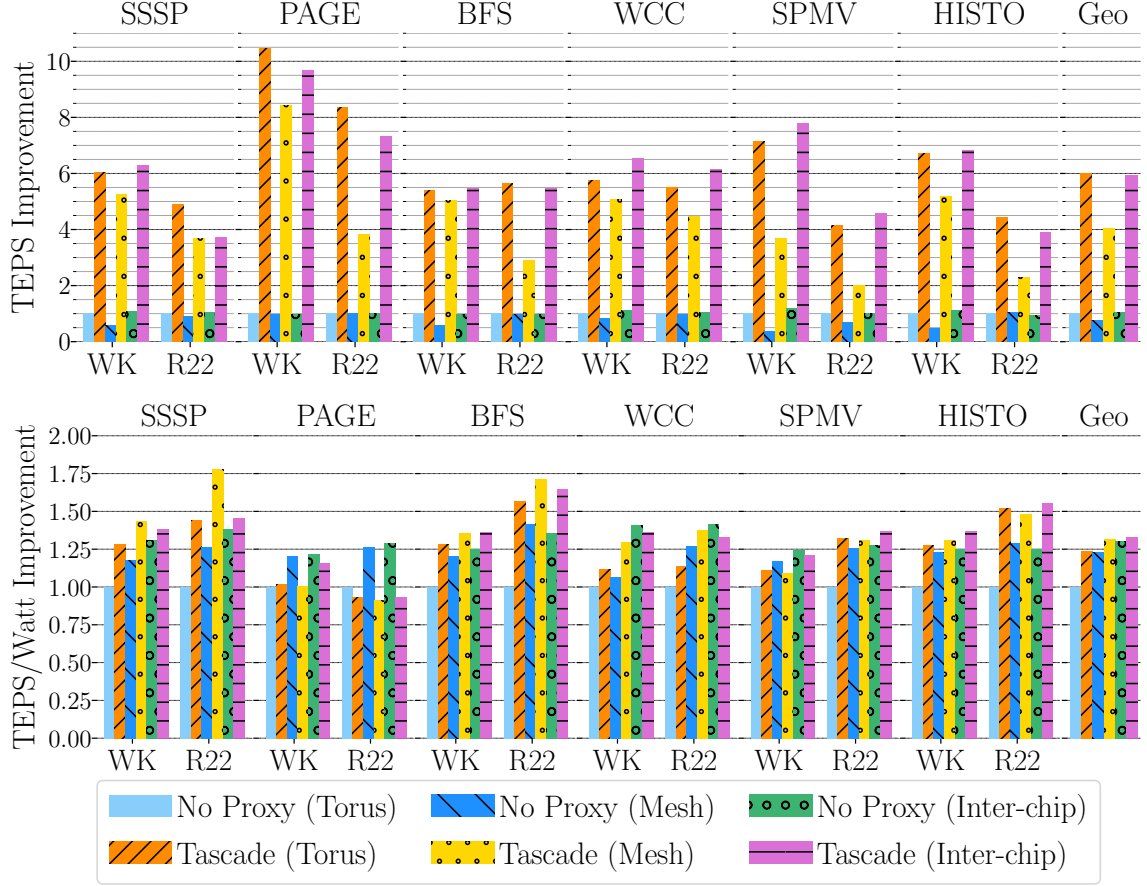 SSSP PAGE BFS WCC SPMV HISTO Geo
TEPS Improvement
10
8
6
4
2
0
WK R22 WK R22 WK R22 WK R22 WK R22 WK R22
SSSP PAGE BFS WCC SPMV HISTO Geo
TEPS/Watt Improvement
2.00
1.75
1.50
1.25
1.00
0.75
0.50
0.25
0.00
WK R22 WK R22 WK R22 WK R22 WK R22 WK R22
No Proxy (Torus) No Proxy (Mesh) No Proxy (Inter-chip)
Tascade (Torus) Tascade (Mesh) Tascade (Inter-chip)